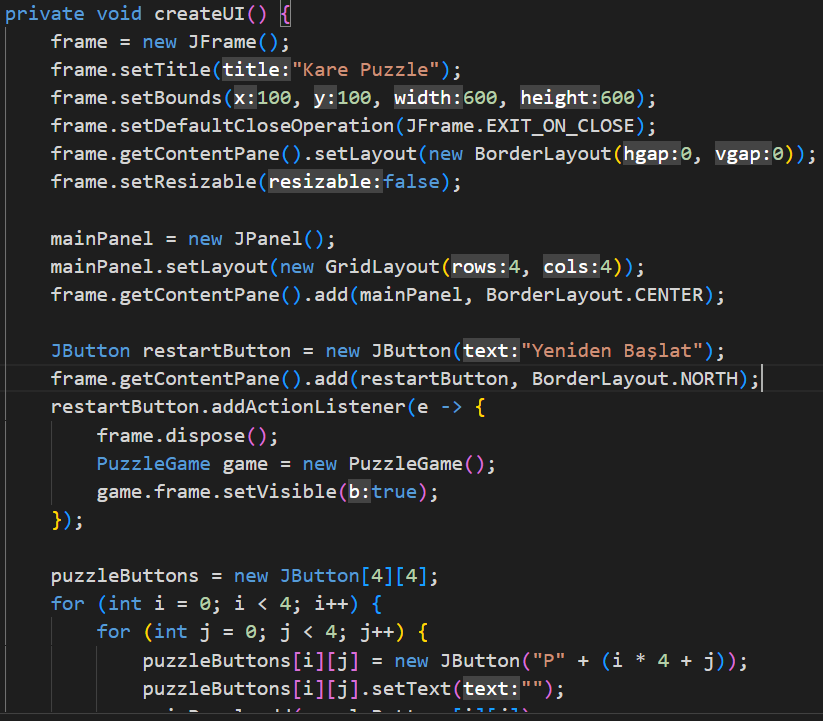 private void createUI() {
frame = new JFrame();
frame.setTitle(title:"Kare Puzzle");
frame.setBounds(x:100, y:100, width:600, height:600);
frame.setDefaultCloseOperation(JFrame.EXIT_ON_CLOSE);
frame.getContentPane().setLayout(new BorderLayout(hgap:0, vgap:0));
frame.setResizable(resizable:false);
mainPanel = new JPanel();
mainPanel.setLayout(new GridLayout(rows:4, cols:4));
frame.getContentPane().add(mainPanel, BorderLayout.CENTER);
JButton restartButton = new JButton(text:"Yeniden Başlat");
frame.getContentPane().add(restartButton, BorderLayout.NORTH);
restartButton.addActionListener(e -> {
frame.dispose();
PuzzleGame game = new PuzzleGame();
game.frame.setVisible(b:true);
});
puzzleButtons = new JButton[4][4];
for (int i = 0; i < 4; i++) {
for (int j = 0; j < 4; j++) {
puzzleButtons[i][j] = new JButton("P" + (i * 4 + j));
puzzleButtons[i][j].setText(text:"");